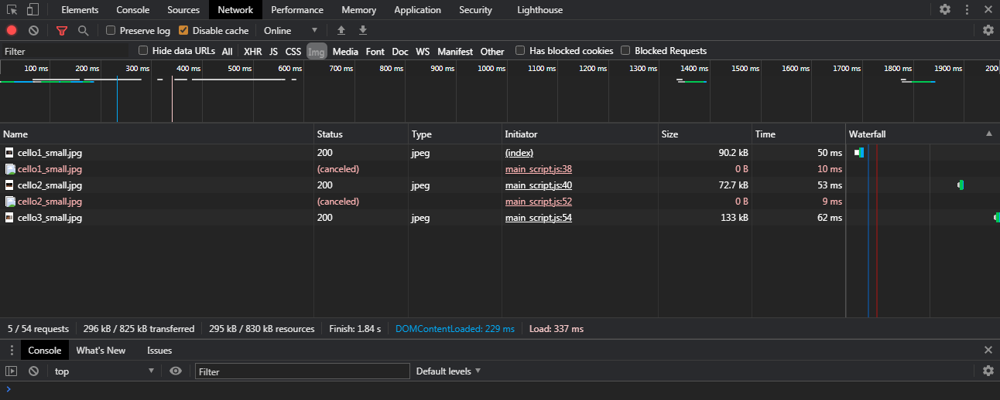 Elements Console Sources Network Performance Memory Application Security Lighthouse
Preserve log Disable cache Online
Filter Hide data URLs All XHR JS CSS Img Media Font Doc WS Manifest Other Has blocked cookies Blocked Requests
100 ms 200 ms 300 ms 400 ms 500 ms 600 ms 700 ms 800 ms 900 ms 1000 ms 1100 ms 1200 ms 1300 ms 1400 ms 1500 ms 1600 ms 1700 ms 1800 ms 1900 ms 200
Name Status Type Initiator Size Time Waterfall
cello1_small.jpg 200 jpeg (index) 90.2 kB 50 ms
cello1_small.jpg (canceled) main_script.js:38 0 B 10 ms
cello2_small.jpg 200 jpeg main_script.js:40 72.7 kB 53 ms
cello2_small.jpg (canceled) main_script.js:52 0 B 9 ms
cello3_small.jpg 200 jpeg main_script.js:54 133 kB 62 ms
5 / 54 requests 296 kB / 825 kB transferred 295 kB / 830 kB resources Finish: 1.84 s DOMContentLoaded: 229 ms Load: 337 ms
Console What's New Issues
top Filter Default levels